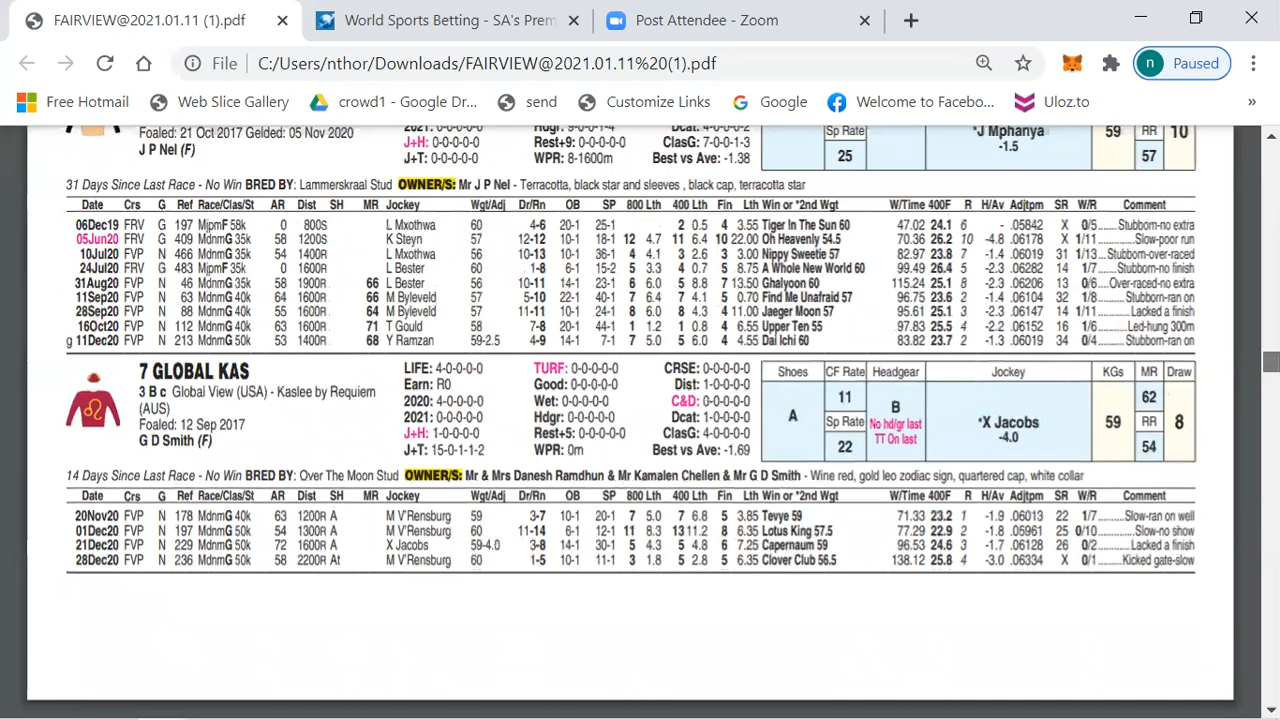 FAIRVIEW@2021.01.11 (1).pdf
World Sports Betting - SA's Prem
Post Attendee - Zoom
File C:/Users/nthor/Downloads/FAIRVIEW@2021.01.11%20(1).pdf n Paused
Free Hotmail Web Slice Gallery crowd1 - Google Dr... send Customize Links Google Welcome to Facebo... Uloz.to »
Foaled: 21 Oct 2017 Gelded: 05 Nov 2020
J P Nel (F)
2021: 0-0-0-0-0 Hdgr: 9-0-0-1-4 Dcat: 4-0-0-0-2
J+H: 0-0-0-0-0 Rest+9: 0-0-0-0-0 ClasG: 7-0-0-1-3
J+T: 0-0-0-0-0 WPR: 8-1600m Best vs Ave: -1.38
Sp Rate 25 *J Mphanya -1.5 59 RR 57 10
31 Days Since Last Race - No Win BRED BY: Lammerskraal Stud OWNER/S: Mr J P Nel - Terracotta, black star and sleeves , black cap, terracotta star
Date Crs G Ref Race/Clas/St AR Dist SH MR Jockey Wgt/Adj Dr/Rn OB SP 800 Lth 400 Lth Fin Lth Win or *2nd Wgt W/Time 400F R H/Av Adjtpm SR W/R Comment
06Dec19 FRV G 197 MjpmF 58k 0 800S L Mxothwa 60 4-6 20-1 25-1 2 0.5 4 3.55 Tiger In The Sun 60 47.02 24.1 6 - .05842 X 0/5 Stubborn-no extra
05Jun20 FRV G 409 MdnmG 35k 58 1200S K Steyn 57 12-12 10-1 18-1 12 4.7 11 6.4 10 22.00 Oh Heavenly 54.5 70.36 26.2 10 -4.8 .06178 X 1/11 Slow-poor run
10Jul20 FVP N 466 MdnmG 35k 54 1400R L Mxothwa 56 10-13 10-1 36-1 4 4.1 3 2.6 3 3.00 Nippy Sweetie 57 82.97 23.8 7 -1.4 .06019 31 1/13 Stubborn-over-raced
24Jul20 FRV G 483 MjpmF 35k 0 1600R L Bester 60 1-8 6-1 15-2 5 3.3 4 0.7 5 8.75 A Whole New World 60 99.49 26.4 5 -2.3 .06282 14 1/7 Stubborn-no finish
31Aug20 FVP N 46 MdnmG 35k 58 1900R 66 L Bester 56 10-11 14-1 23-1 6 6.0 5 8.8 7 13.50 Ghalyoon 60 115.24 25.1 8 -2.3 .06206 13 0/6 Over-raced-no extra
11Sep20 FVP N 63 MdnmG 40k 64 1600R 66 M Byleveld 57 5-10 22-1 40-1 7 6.4 7 4.1 5 0.70 Find Me Unafraid 57 96.75 23.6 2 -1.4 .06104 32 1/8 Stubborn-ran on
28Sep20 FVP N 88 MdnmG 40k 55 1600R 64 M Byleveld 57 11-11 10-1 24-1 8 6.0 8 4.3 4 11.00 Jaeger Moon 57 95.61 25.1 3 -2.3 .06147 14 1/11 Lacked a finish
16Oct20 FVP N 112 MdnmG 40k 63 1600R 71 T Gould 58 7-8 20-1 44-1 1 1.2 1 0.8 4 6.55 Upper Ten 55 97.83 25.5 4 -2.2 .06152 16 1/6 Led-hung 300m
g 11Dec20 FVP N 213 MdnmG 50k 53 1400R 68 Y Ramzan 59-2.5 4-9 14-1 7-1 7 5.0 5 6.0 4 4.55 Dai Ichi 60 83.82 23.7 2 -1.3 .06019 34 0/4 Stubborn-ran on
7 GLOBAL KAS
3 B c Global View (USA) - Kaslee by Requiem
(AUS)
Foaled: 12 Sep 2017
G D Smith (F)
LIFE: 4-0-0-0-0 TURF: 0-0-0-0-0 CRSE: 0-0-0-0-0
Earn: R0 Good: 0-0-0-0-0 Dist: 1-0-0-0-0
2020: 4-0-0-0-0 Wet: 0-0-0-0-0 C&D: 0-0-0-0-0
2021: 0-0-0-0-0 Hdgr: 0-0-0-0-0 Dcat: 1-0-0-0-0
J+H: 1-0-0-0-0 Rest+5: 0-0-0-0-0 ClasG: 4-0-0-0-0
J+T: 15-0-1-1-2 WPR: 0m Best vs Ave: -1.69
Shoes CF Rate Headgear Jockey KGs MR Draw
A 11 B *X Jacobs 59 62 8
Sp Rate No hd/gr last -4.0 RR
22 TT On last 54
14 Days Since Last Race - No Win BRED BY: Over The Moon Stud OWNER/S: Mr & Mrs Danesh Ramdhun & Mr Kamalen Chellen & Mr G D Smith - Wine red, gold leo zodiac sign, quartered cap, white collar
Date Crs G Ref Race/Clas/St AR Dist SH MR Jockey Wgt/Adj Dr/Rn OB SP 800 Lth 400 Lth Fin Lth Win or *2nd Wgt W/Time 400F R H/Av Adjtpm SR W/R Comment
20Nov20 FVP N 178 MdnmG 40k 63 1200R A M V'Rensburg 59 3-7 10-1 20-1 7 5.0 7 6.8 5 3.85 Tevye 59 71.33 23.2 1 -1.9 .06013 22 1/7 Slow-ran on well
01Dec20 FVP N 197 MdnmG 50k 54 1300R A M V'Rensburg 60 11-14 12-1 6-1 11 8.3 13 11.2 8 6.35 Lotus King 57.5 77.29 22.9 2 -1.8 .05961 25 0/10 Slow-no show
21Dec20 FVP N 229 MdnmG 40k 72 1600R A X Jacobs 59-4.0 3-8 14-1 30-1 5 4.3 5 4.8 6 7.25 Capernaum 59 96.53 24.6 3 -1.7 .06128 26 0/2 Lacked a finish
28Dec20 FVP N 236 MdnmG 50k 58 2200R At M V'Rensburg 60 1-5 10-1 11-1 3 1.8 5 2.8 5 6.35 Clover Club 56.5 138.12 25.8 4 -3.0 .06334 X 0/1 Kicked gate-slow